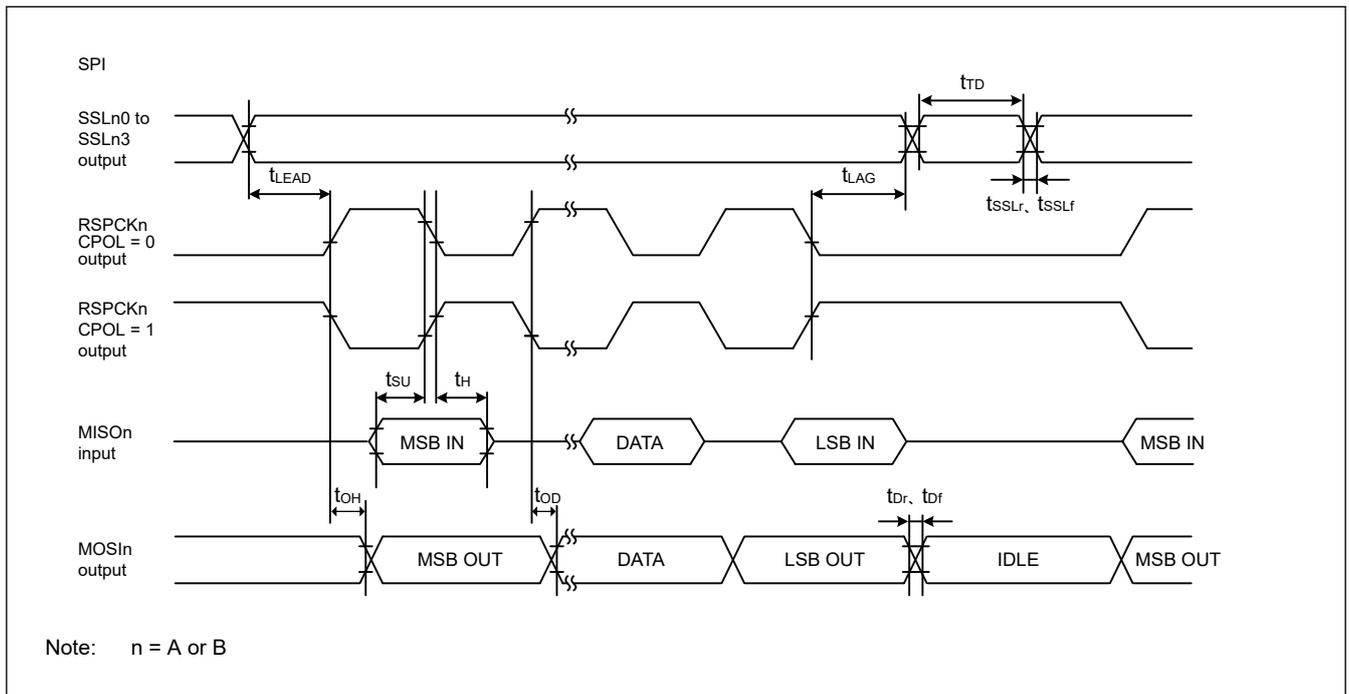 SPI
tTD
SSLn0 to
SSLn3
output
tLEAD
tLAG
tSSLr、tSSLf
RSPCKn
CPOL = 0
output
RSPCKn
CPOL = 1
output
tSU
tH
MISOn
input
MSB IN
DATA
LSB IN
MSB IN
tOH
tOD
tDr、tDf
MOSIn
output
MSB OUT
DATA
LSB OUT
IDLE
MSB OUT
Note: n = A or B